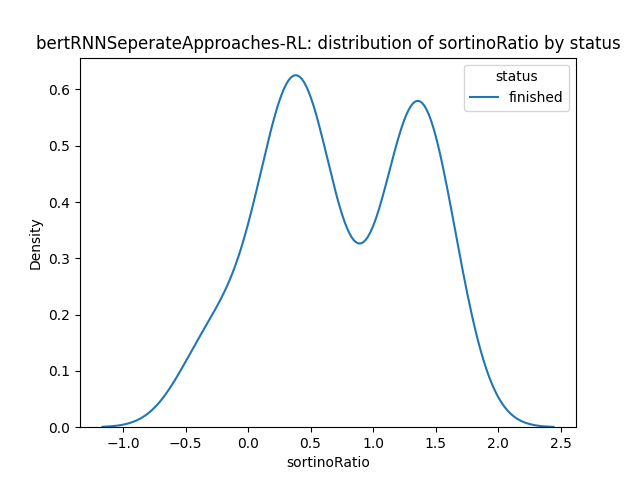 bertRNNSeperateApproaches-RL: distribution of sortinoRatio by status
status
finished
0.6
0.5
0.4
0.3
0.2
0.1
0.0
Density
−1.0 −0.5 0.0 0.5 1.0 1.5 2.0 2.5
sortinoRatio